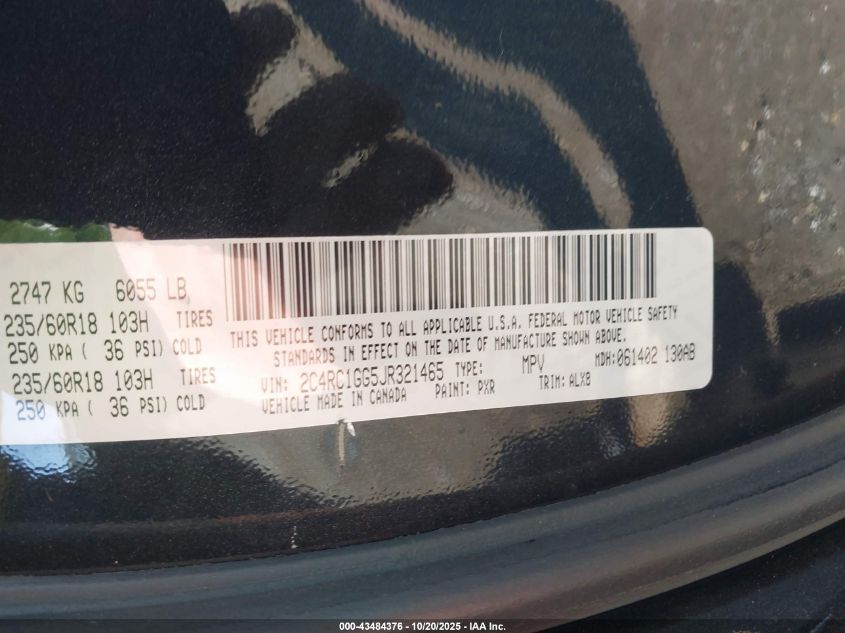 2747 KG 6055 LB
235/60R18 103H TIRES
250 KPA ( 36 PSI) COLD
235/60R18 103H TIRES
250 KPA ( 36 PSI) COLD
THIS VEHICLE CONFORMS TO ALL APPLICABLE U.S.A. FEDERAL MOTOR VEHICLE SAFETY
STANDARDS IN EFFECT ON THE DATE OF MANUFACTURE SHOWN ABOVE.
VIN: 2C4RC1GG5JR321465 TYPE: MPV MDH:061402 130AB
VEHICLE MADE IN CANADA PAINT: PXR TRIM: ALX8
000-43484376 - 10/20/2025 - IAA Inc.